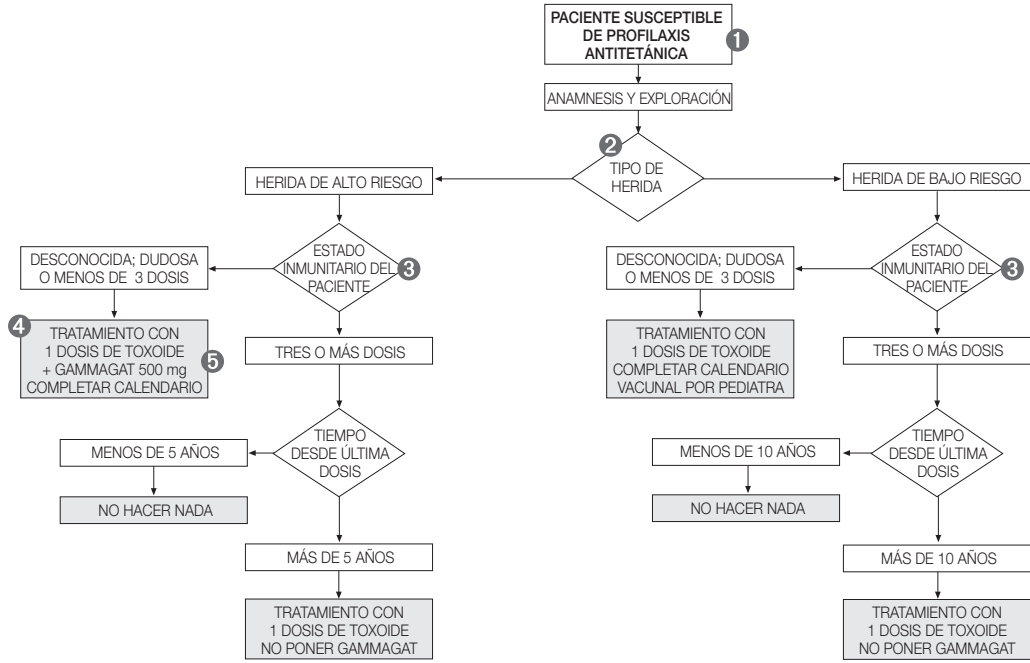 PACIENTE SUSCEPTIBLE
DE PROFILAXIS
ANTITETÁNICA
1
ANAMNESIS Y EXPLORACIÓN
2
TIPO DE
HERIDA
HERIDA DE ALTO RIESGO
HERIDA DE BAJO RIESGO
ESTADO
INMUNITARIO DEL
PACIENTE
3
DESCONOCIDA; DUDOSA
O MENOS DE 3 DOSIS
4
TRATAMIENTO CON
1 DOSIS DE TOXOIDE
+ GAMMAGAT 500 mg
COMPLETAR CALENDARIO
5
TRES O MÁS DOSIS
TIEMPO
DESDE ÚLTIMA
DOSIS
MENOS DE 5 AÑOS
NO HACER NADA
MÁS DE 5 AÑOS
TRATAMIENTO CON
1 DOSIS DE TOXOIDE
NO PONER GAMMAGAT
ESTADO
INMUNITARIO DEL
PACIENTE
3
DESCONOCIDA; DUDOSA
O MENOS DE 3 DOSIS
TRATAMIENTO CON
1 DOSIS DE TOXOIDE
COMPLETAR CALENDARIO
VACUNAL POR PEDIATRA
TRES O MÁS DOSIS
TIEMPO
DESDE ÚLTIMA
DOSIS
MENOS DE 10 AÑOS
NO HACER NADA
MÁS DE 10 AÑOS
TRATAMIENTO CON
1 DOSIS DE TOXOIDE
NO PONER GAMMAGAT